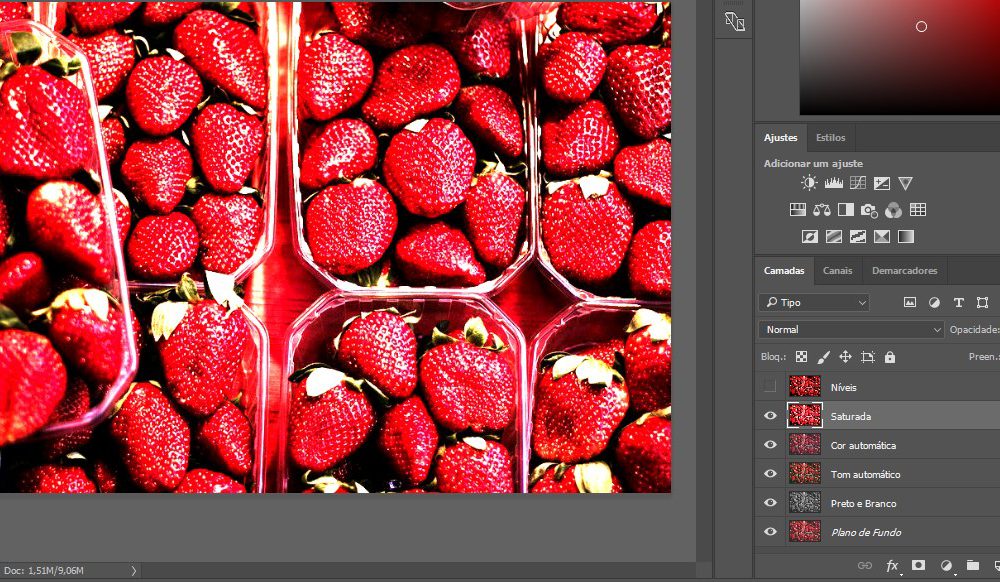 Ajustes Estilos
Adicionar um ajuste
Camadas Canais Demarcadores
Tipo
T
Normal Opacidade:
Bloq.: Preen.:
Níveis
Saturada
Cor automática
Tom automático
Preto e Branco
Plano de Fundo
fx
Doc: 1,51M/9,06M